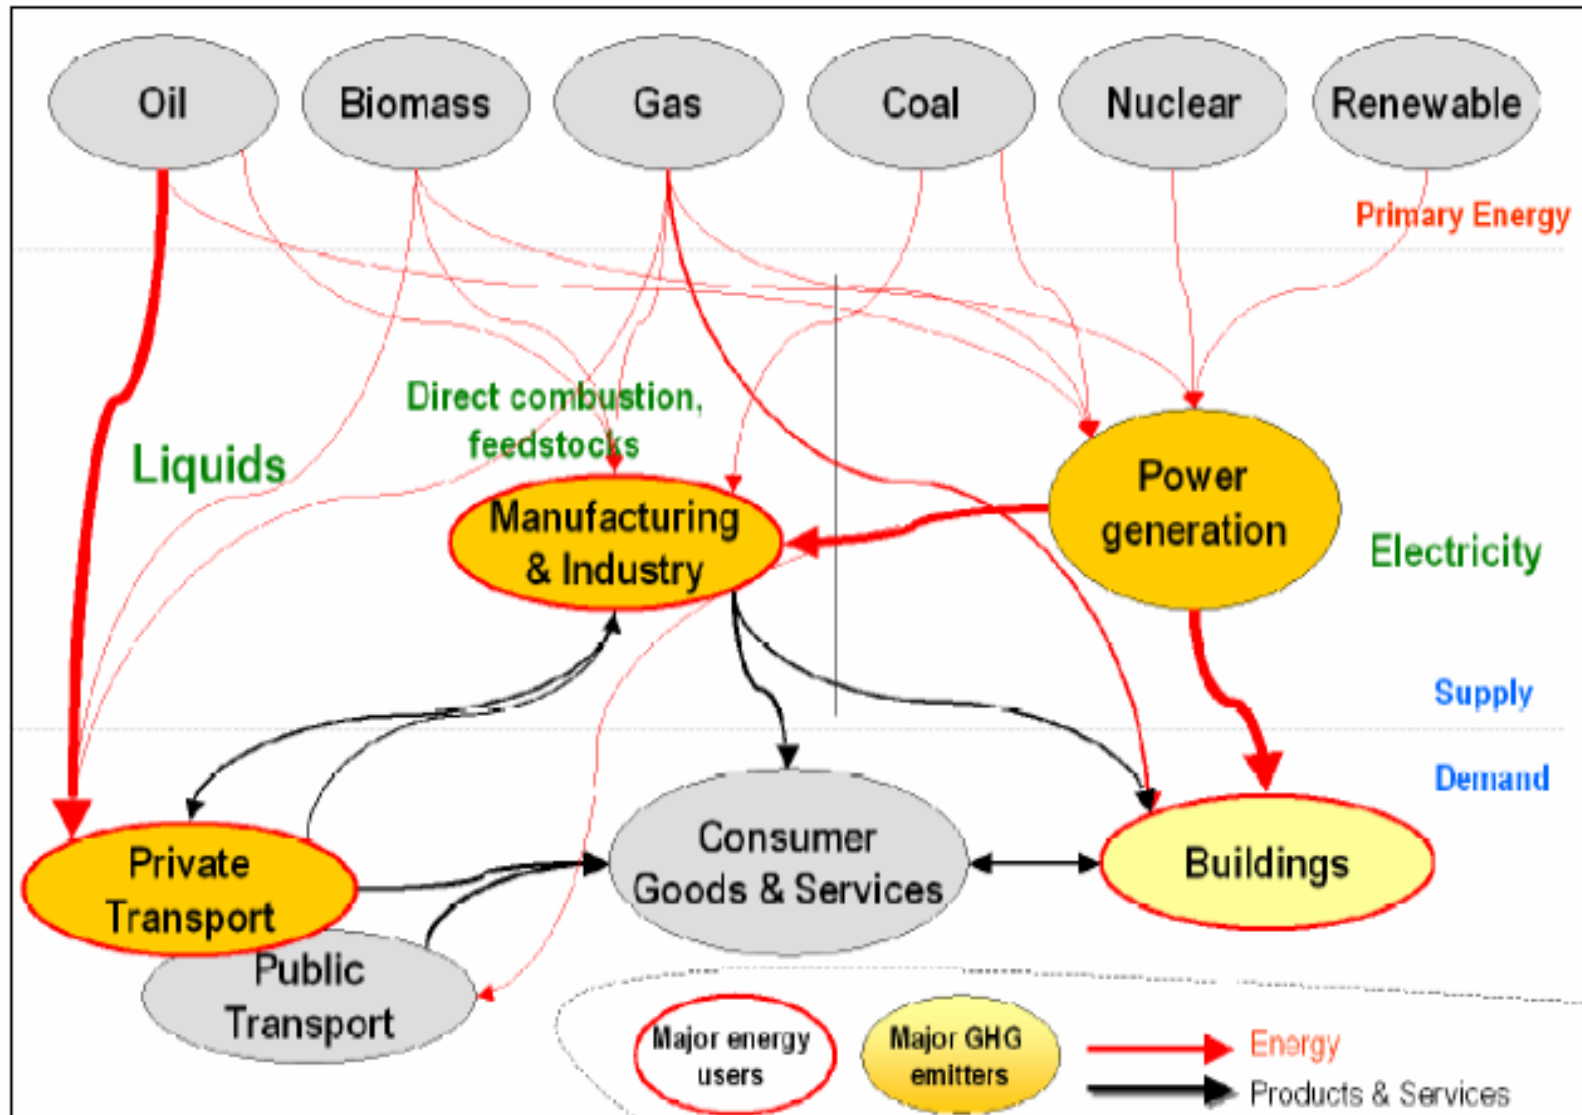 Oil
Biomass
Gas
Coal
Nuclear
Renewable
Primary Energy
Direct combustion,
feedstocks
Liquids
Manufacturing
& Industry
Power
generation
Electricity
Supply
Demand
Private
Transport
Public
Transport
Consumer
Goods & Services
Buildings
Major energy
users
Major GHG
emitters
Energy
Products & Services